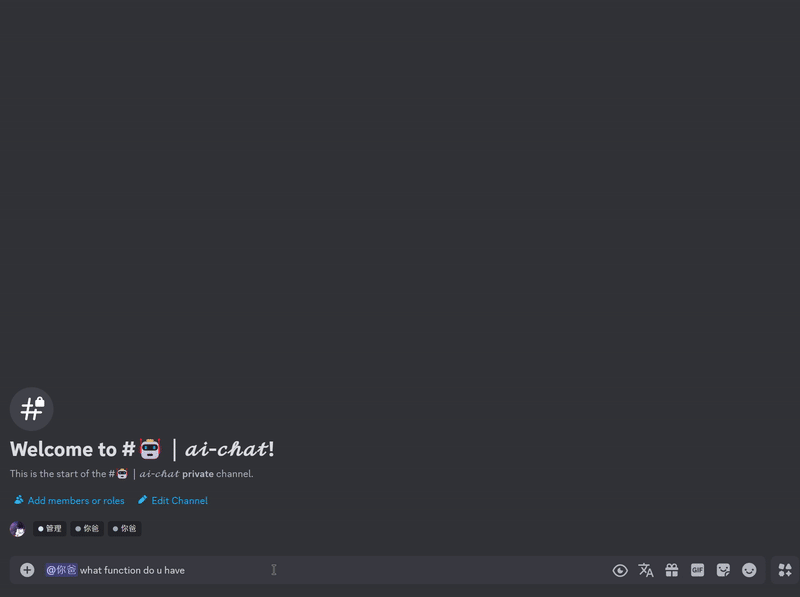 Welcome to #🤖 | 𝓪𝓲-𝓬𝓱𝓪𝓽!
This is the start of the #🤖 | 𝓪𝓲-𝓬𝓱𝓪𝓽 private channel.
Add members or roles Edit Channel
管理 你爸 你爸
@你爸 what function do u have GIF